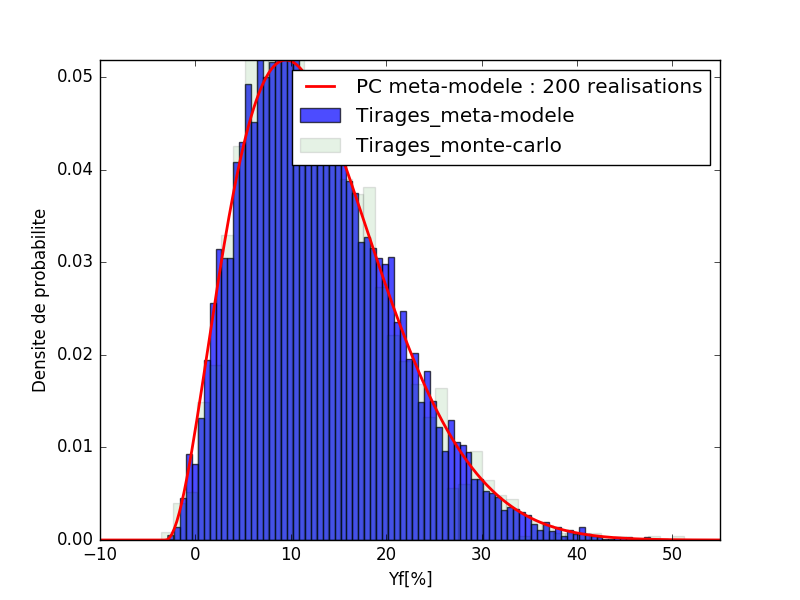 PC meta-modele : 200 realisations
Tirages_meta-modele
Tirages_monte-carlo
Densite de probabilite
0.05
0.04
0.03
0.02
0.01
0.00
−10 0 10 20 30 40 50
Yf[%]